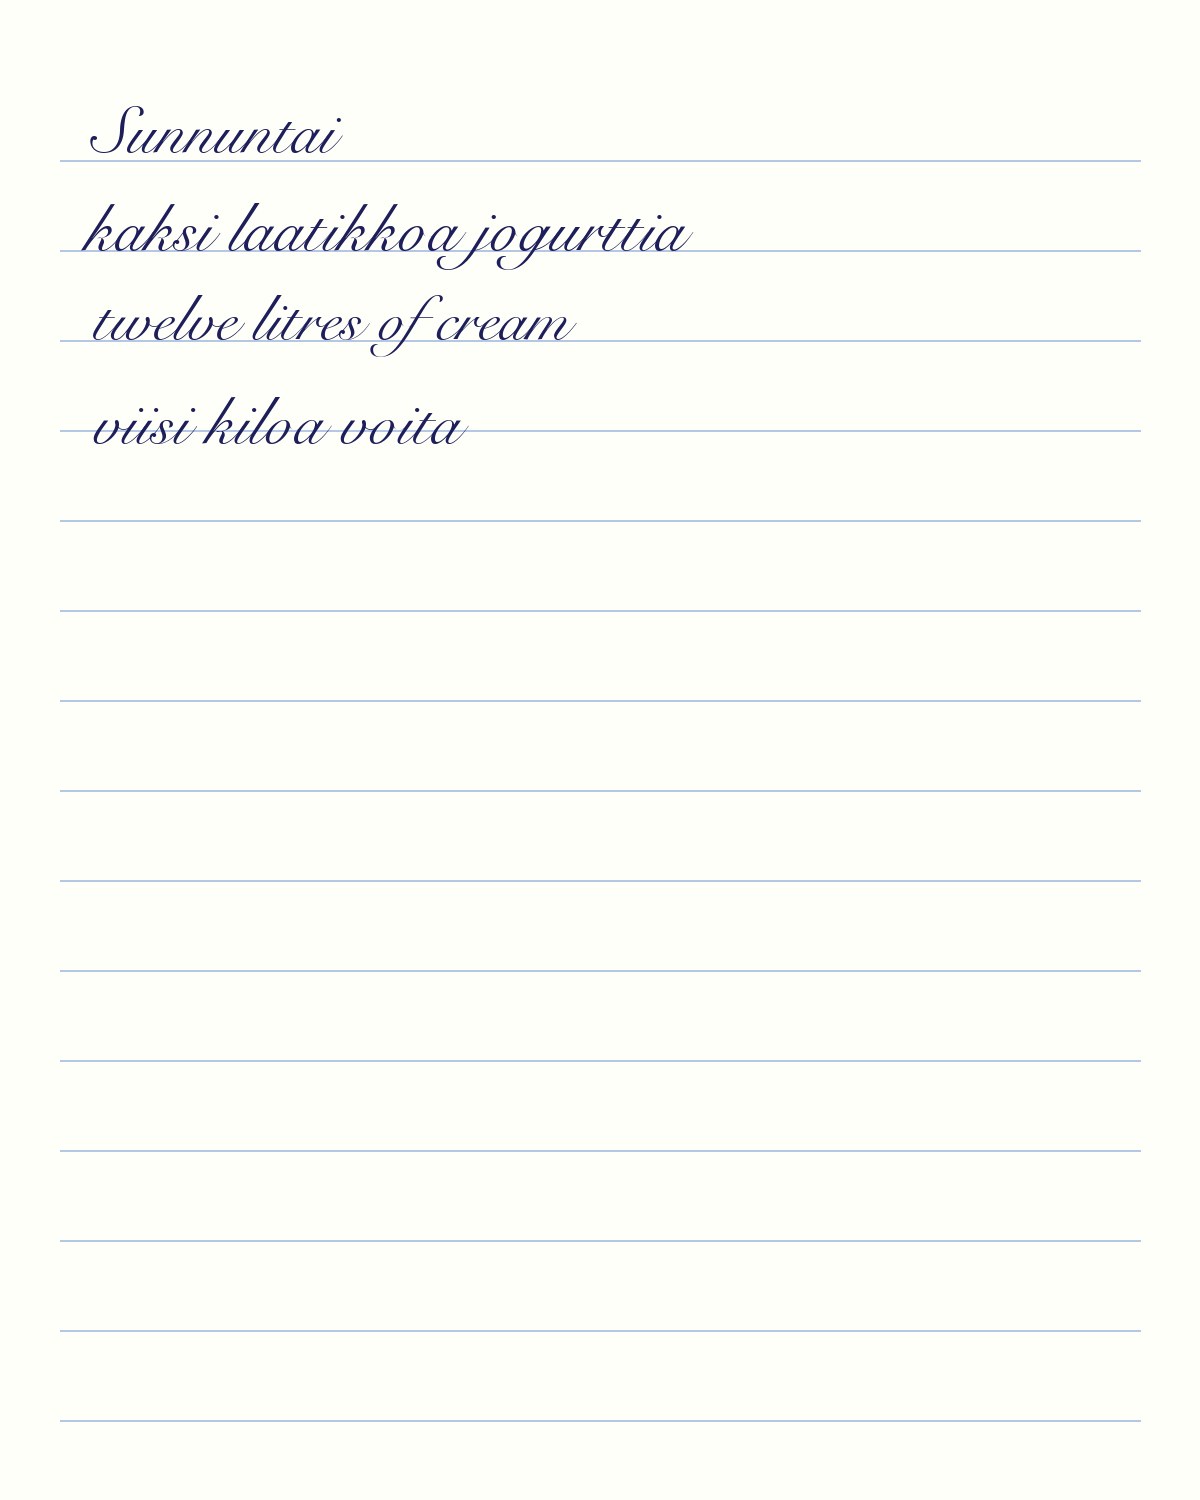 Sunnuntai
kaksi laatikkoa jogurttia
twelve litres of cream
viisi kiloa voita